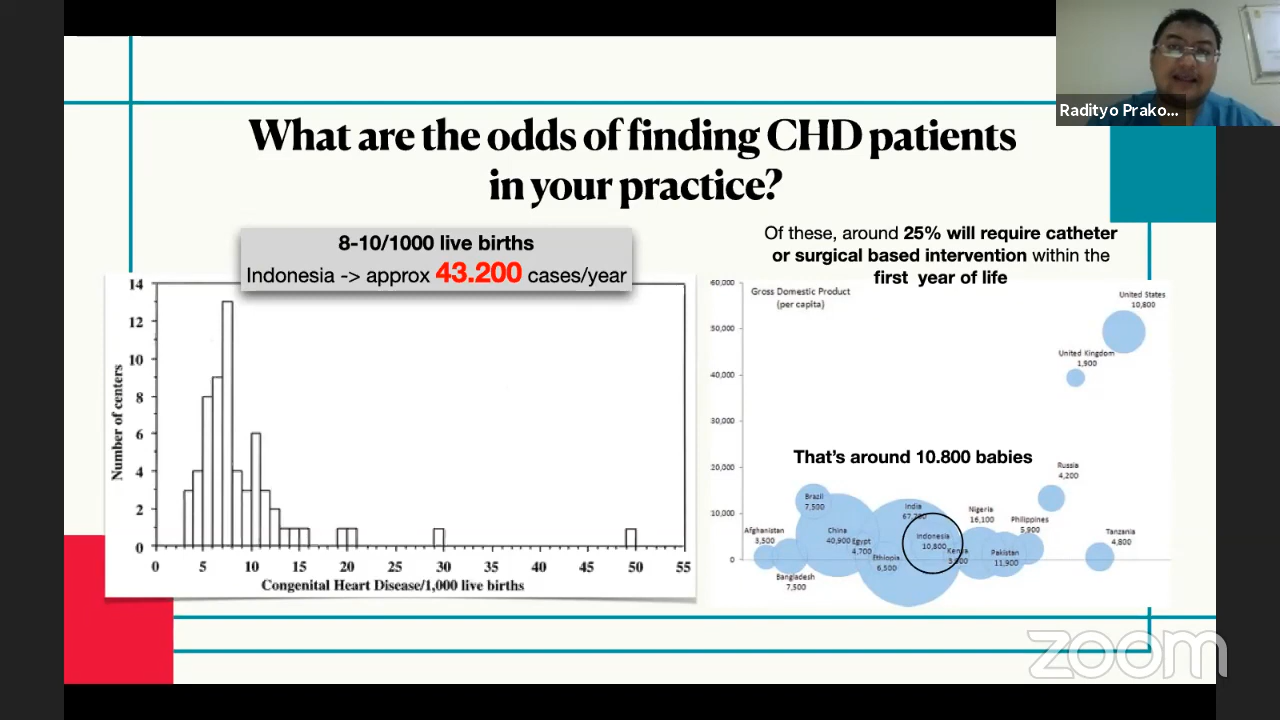 Radityo Prako...
What are the odds of finding CHD patients
in your practice?
8-10/1000 live births
Indonesia -> approx 43.200 cases/year
14
12
10
8
6
4
2
0
Number of centers
0 5 10 15 20 25 30 35 40 45 50 55
Congenital Heart Disease/1,000 live births
Of these, around 25% will require catheter
or surgical based intervention within the
first year of life
60,000
50,000
40,000
30,000
20,000
10,000
0
Gross Domestic Product
(per capita)
United States
10,800
United Kingdom
1,900
That's around 10.800 babies
Russia
4,200
Brazil
7,500
India
Nigeria
16,100
Philippines
5,900
Afghanistan
3,500
China
40,900
Egypt
4,700
Indonesia
10,800
Tanzania
4,800
Ethiopia
6,500
Kenya
Pakistan
11,900
Bangladesh
7,500
zoom